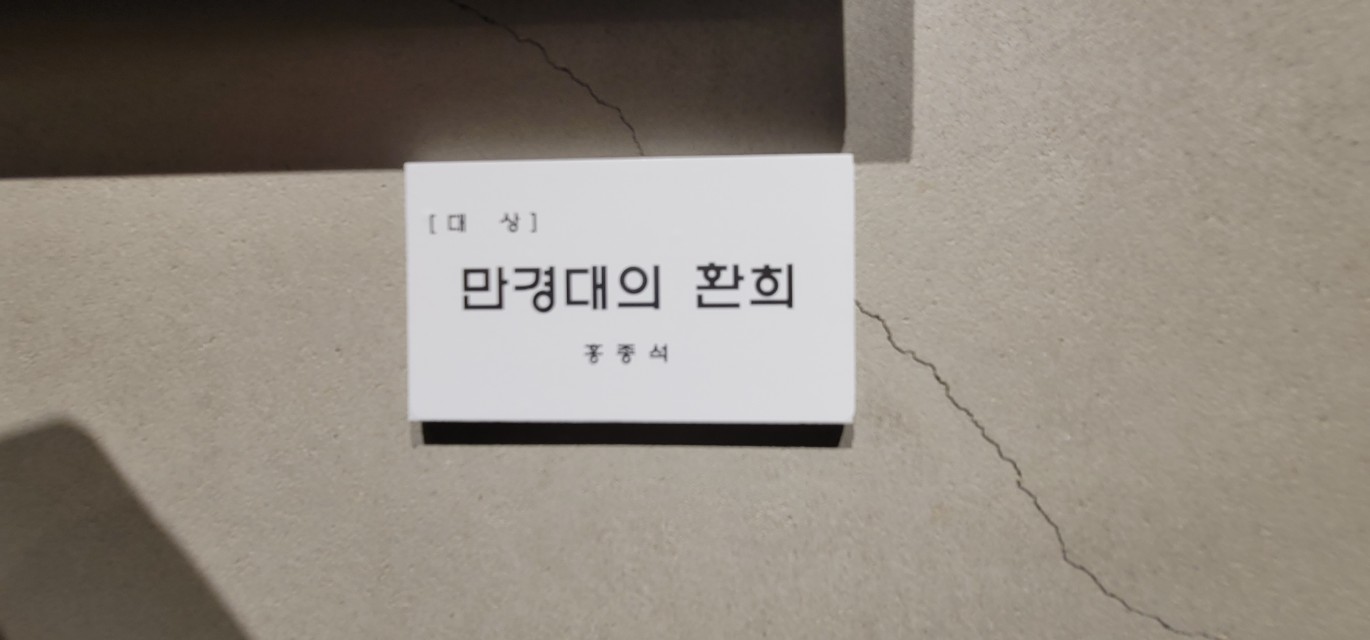 [대 상]
만경대의 환희
홍종석